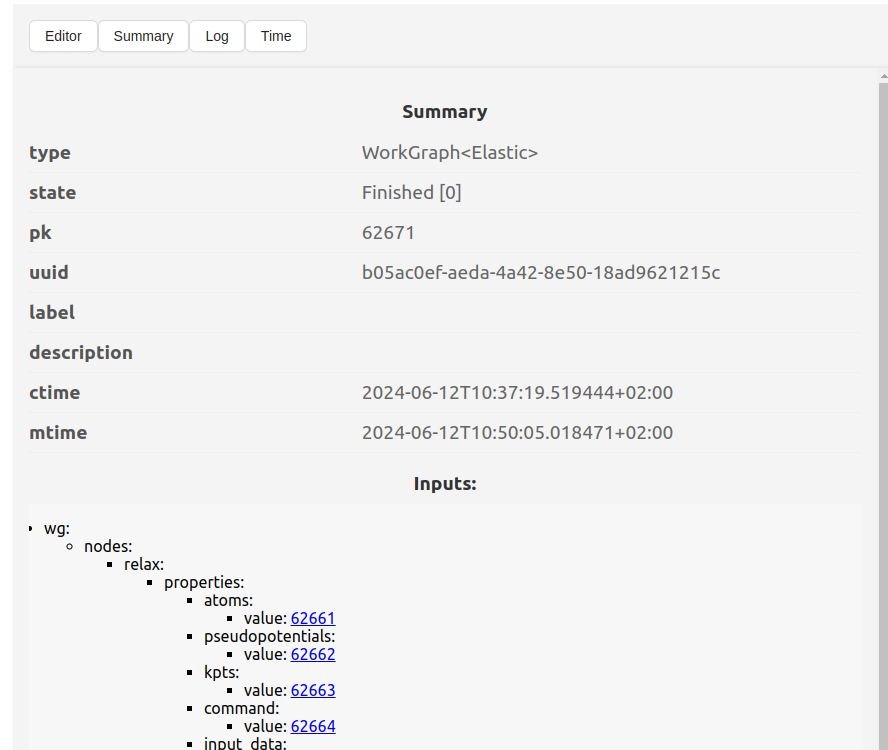 Editor Summary Log Time
Summary
type WorkGraph<Elastic>
state Finished [0]
pk 62671
uuid b05ac0ef-aeda-4a42-8e50-18ad9621215c
label
description
ctime 2024-06-12T10:37:19.519444+02:00
mtime 2024-06-12T10:50:05.018471+02:00
Inputs:
wg:
nodes:
relax:
properties:
atoms:
value: 62661
pseudopotentials:
value: 62662
kpts:
value: 62663
command:
value: 62664
input_data: